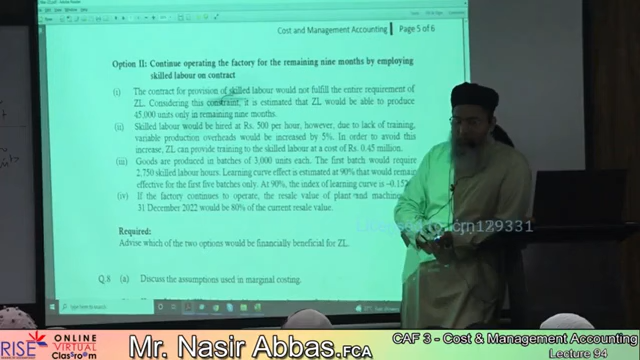 Cost and Management Accounting | Page 5 of 6
Option II: Continue operating the factory for the remaining nine months by employing
skilled labour on contract
(i) The contract for provision of skilled labour would not fulfill the entire requirement of
ZL. Considering this constraint, it is estimated that ZL would be able to produce
45,000 units only in remaining nine months.
(ii) Skilled labour would be hired at Rs. 500 per hour, however, due to lack of training,
variable production overheads would be increased by 5%. In order to avoid this
increase, ZL can provide training to the skilled labour at a cost of Rs. 0.45 million.
(iii) Goods are produced in batches of 3,000 units each. The first batch would require
2,750 skilled labour hours. Learning curve effect is estimated at 90% that would remain
effective for the first five batches only. At 90%, the index of learning curve is –0.152
(iv) If the factory continues to operate, the resale value of plant and
31 December 2022 would be 80% of the current resale value.
Required:
Advise which of the two options would be financially beneficial for ZL.
Q.8 (a) Discuss the assumptions used in marginal costing.
cm129331
RISE ONLINE VIRTUAL Classroom
Mr. Nasir Abbas.FCA
CAF 3 - Cost & Management Accounting
Lecture 94